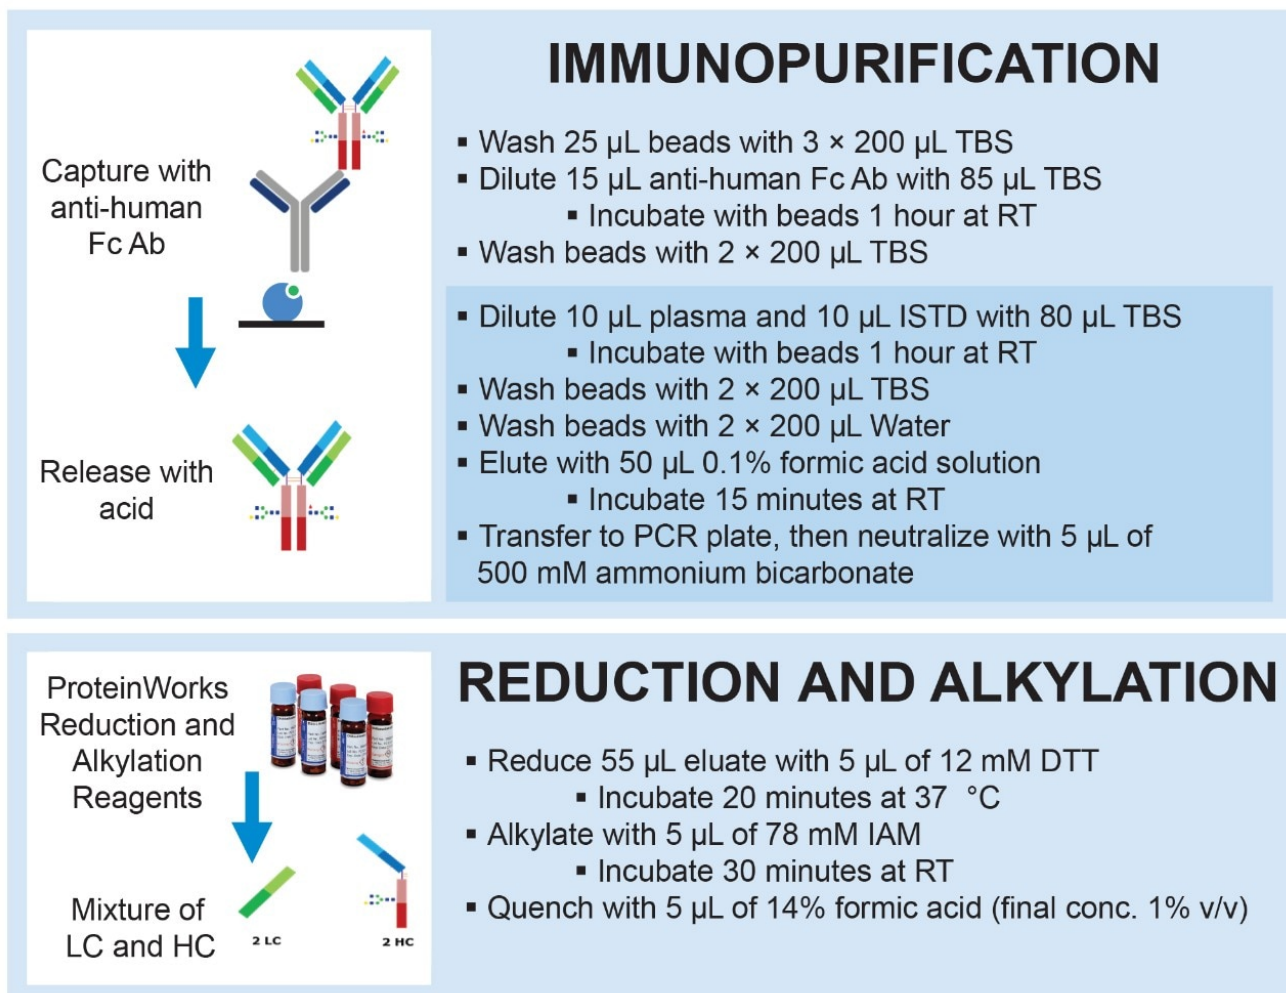 IMMUNOPURIFICATION
Capture with
anti-human
Fc Ab
Release with
acid
▪ Wash 25 µL beads with 3 × 200 µL TBS
▪ Dilute 15 µL anti-human Fc Ab with 85 µL TBS
▪ Incubate with beads 1 hour at RT
▪ Wash beads with 2 × 200 µL TBS
▪ Dilute 10 µL plasma and 10 µL ISTD with 80 µL TBS
▪ Incubate with beads 1 hour at RT
▪ Wash beads with 2 × 200 µL TBS
▪ Wash beads with 2 × 200 µL Water
▪ Elute with 50 µL 0.1% formic acid solution
▪ Incubate 15 minutes at RT
▪ Transfer to PCR plate, then neutralize with 5 µL of
500 mM ammonium bicarbonate
REDUCTION AND ALKYLATION
ProteinWorks
Reduction and
Alkylation
Reagents
Mixture of
LC and HC
2 LC
2 HC
▪ Reduce 55 µL eluate with 5 µL of 12 mM DTT
▪ Incubate 20 minutes at 37 °C
▪ Alkylate with 5 µL of 78 mM IAM
▪ Incubate 30 minutes at RT
▪ Quench with 5 µL of 14% formic acid (final conc. 1% v/v)